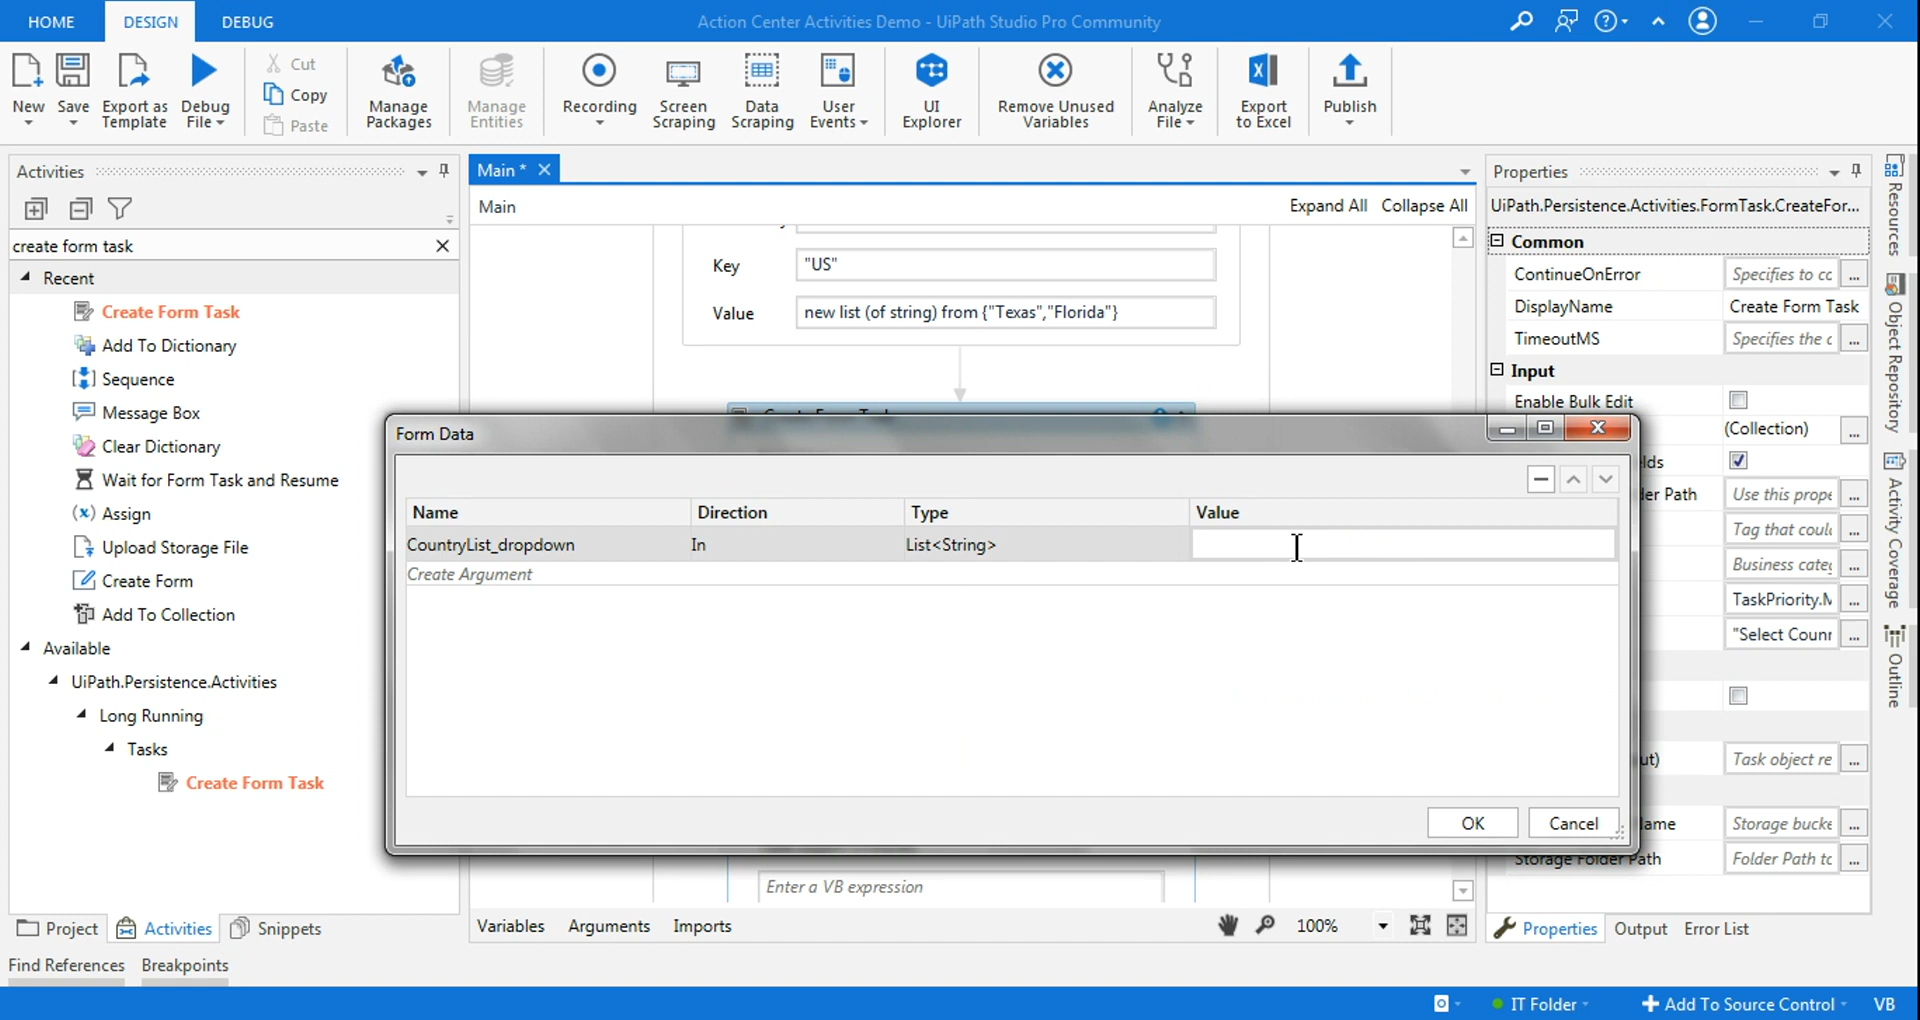 HOME DESIGN DEBUG Action Center Activities Demo - UiPath Studio Pro Community
New Save Export as Template Debug File Cut Copy Paste Manage Packages Manage Entities Recording Screen Scraping Data Scraping User Events UI Explorer Remove Unused Variables Analyze File Export to Excel Publish
Activities
create form task
Recent
Create Form Task
Add To Dictionary
Sequence
Message Box
Clear Dictionary
Wait for Form Task and Resume
Assign
Upload Storage File
Create Form
Add To Collection
Available
UiPath.Persistence.Activities
Long Running
Tasks
Create Form Task
Project Activities Snippets
Find References Breakpoints
Main *
Main Expand All Collapse All
Key "US"
Value new list (of string) from {"Texas","Florida"}
Form Data
Name Direction Type Value
CountryList_dropdown In List<String>
Create Argument
OK Cancel
Enter a VB expression
Variables Arguments Imports 100%
Properties
UiPath.Persistence.Activities.FormTask.CreateFor...
Common
ContinueOnError Specifies to cc ...
DisplayName Create Form Task
TimeoutMS Specifies the c ...
Input
Enable Bulk Edit
(Collection) ...
lds
er Path Use this prope ...
Tag that coul ...
Business cate ...
TaskPriority.M ...
"Select Coun ...
ut) Task object re ...
ame Storage bucke ...
Storage Folder Path Folder Path tc ...
Properties Output Error List
Resources
Object Repository
Activity Coverage
Outline
IT Folder Add To Source Control VB